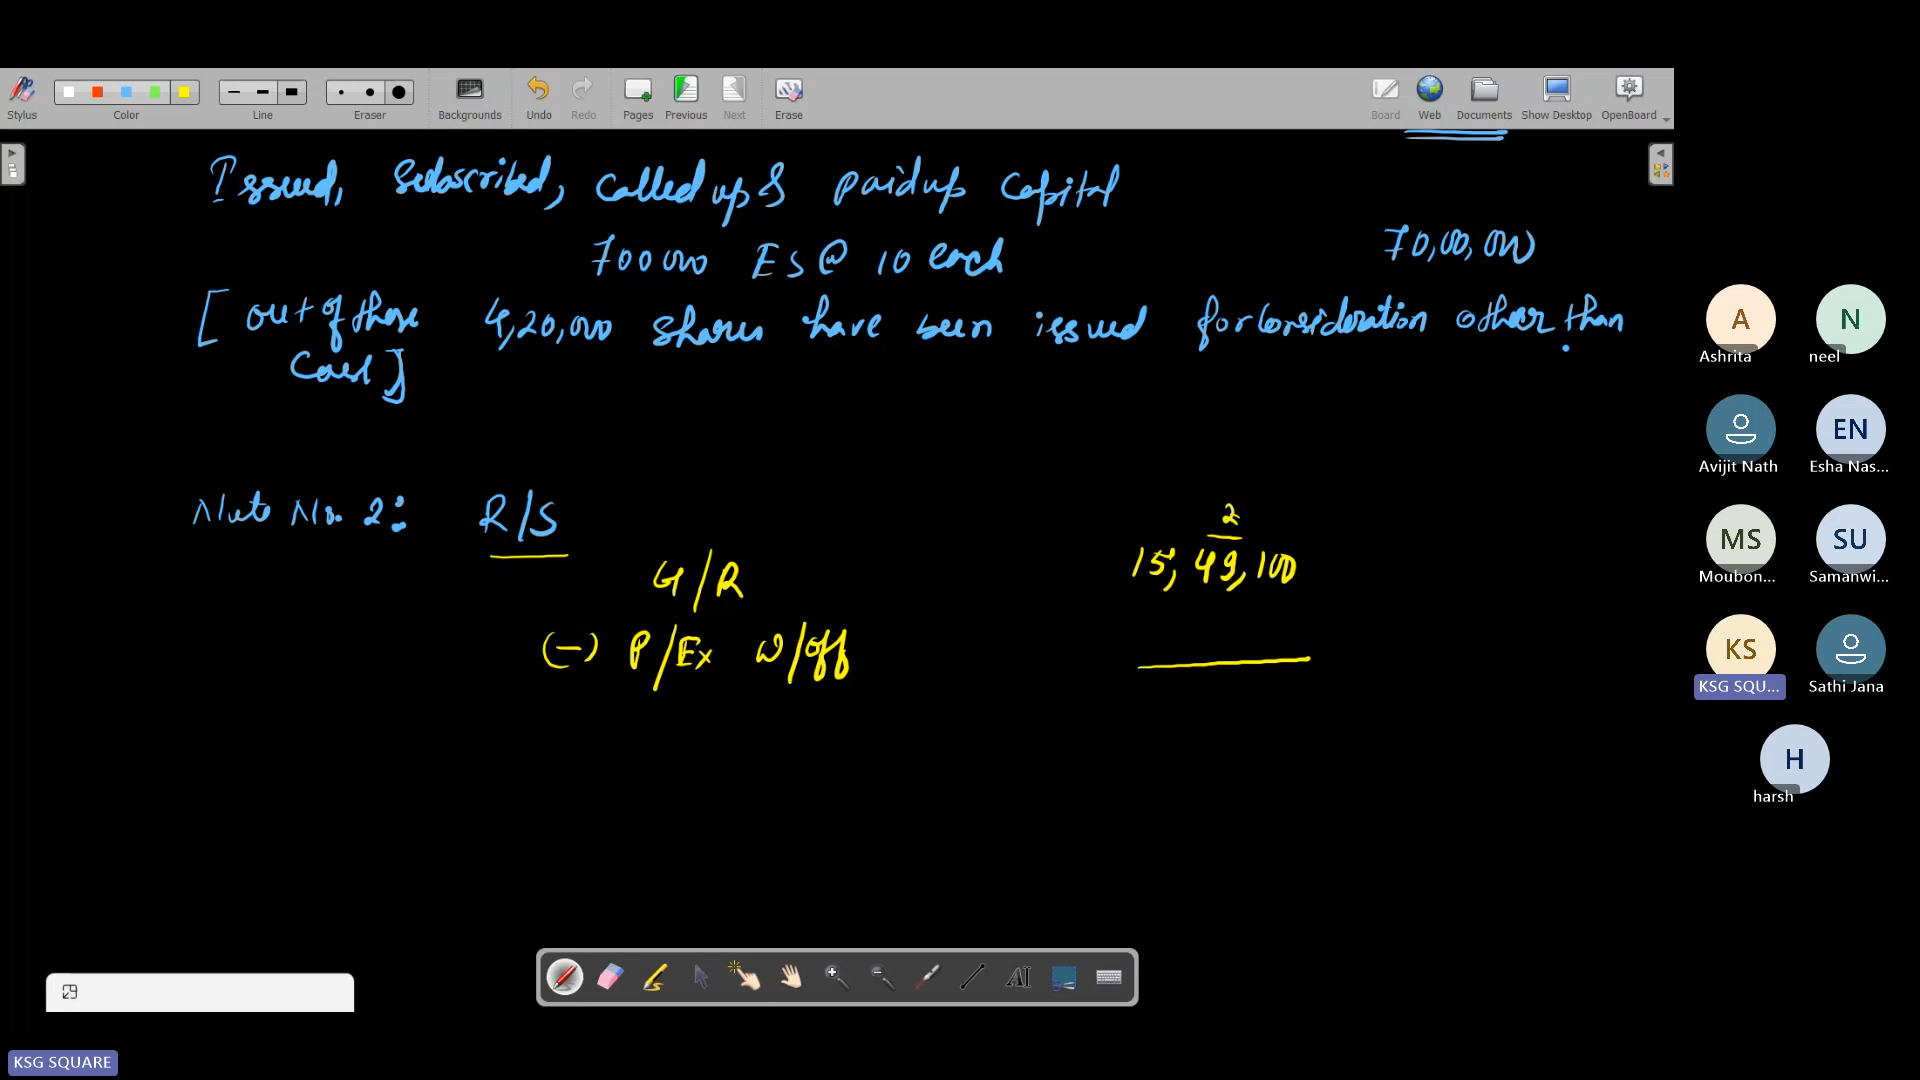 Stylus Color Line Eraser Backgrounds Undo Redo Pages Previous Next Erase Board Web Documents Show Desktop OpenBoard
Issued, Subscribed, Called up & paid up Capital
700000 ES @ 10 each 70,00,000
[Out of these 4,20,000 shares have been issued for consideration other than
Cash]
Note No. 2: R/S
2
G/R 15,49,100
(-) P/Ex W/off
A N
Ashrita neel
EN
Avijit Nath Esha Nas...
MS SU
Moubon... Samanwi...
KS
KSG SQU... Sathi Jana
H
harsh
AI
KSG SQUARE